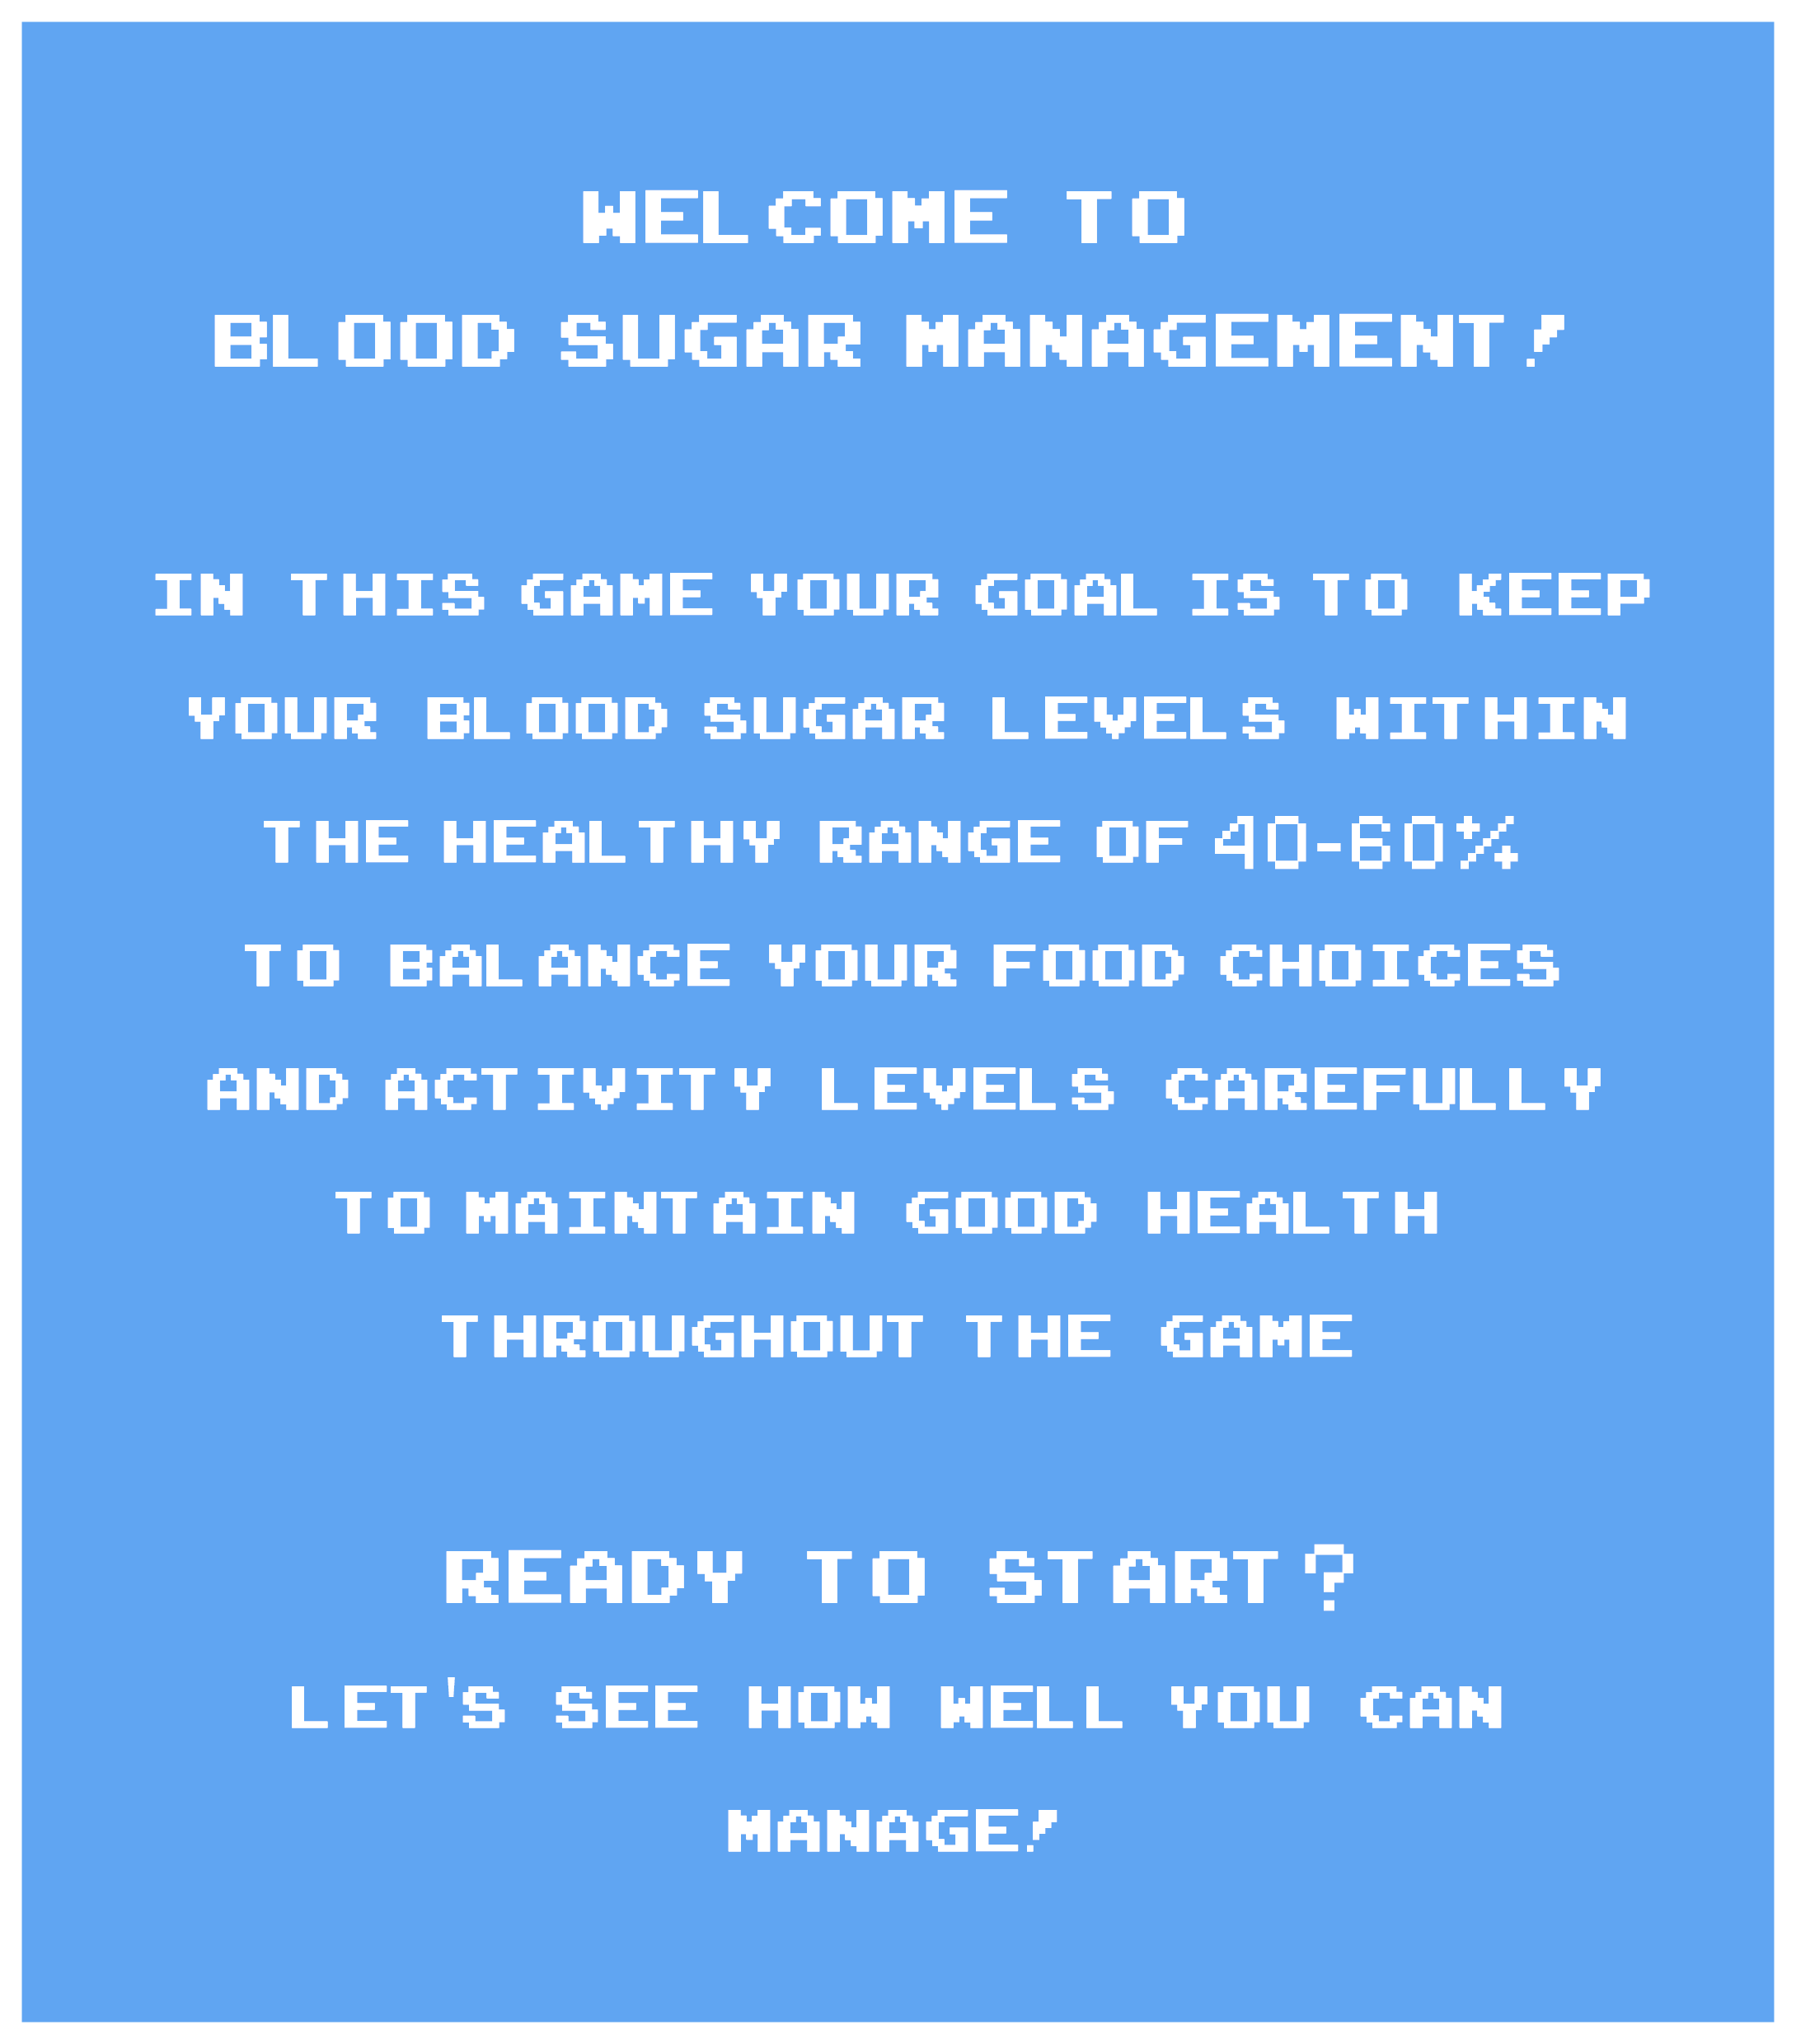 WELCOME TO
BLOOD SUGAR MANAGEMENT!
IN THIS GAME YOUR GOAL IS TO KEEP
YOUR BLOOD SUGAR LEVELS WITHIN
THE HEALTHY RANGE OF 40-60%
TO BALANCE YOUR FOOD CHOICES
AND ACTIVITY LEVELS CAREFULLY
TO MAINTAIN GOOD HEALTH
THROUGHOUT THE GAME
READY TO START?
LET'S SEE HOW WELL YOU CAN
MANAGE!